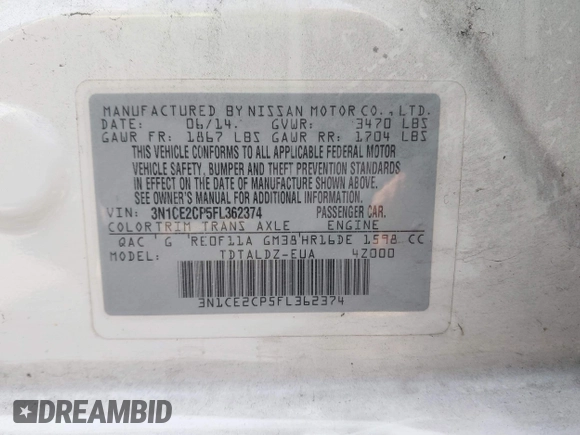 MANUFACTURED BY NISSAN MOTOR CO., LTD.
DATE: 06/14. GVWR: 3470 LBS
GAWR FR: 1867 LBS GAWR RR: 1704 LBS
THIS VEHICLE CONFORMS TO ALL APPLICABLE FEDERAL MOTOR
VEHICLE SAFETY, BUMPER AND THEFT PREVENTION STANDARDS
IN EFFECT ON THE DATE OF MANUFACTURE SHOWN ABOVE.
SEE OWNER'S MANUAL FOR ADDITIONAL INFORMATION.
VIN: 3N1CE2CP5FL362374 PASSENGER CAR.
COLOR TRIM TRANS AXLE ENGINE
QAC G RE0F11A GM38 HR16DE 1598 CC
MODEL: TDTALDZ-EUA 4Z000
3N1CE2CP5FL362374
DREAMBID